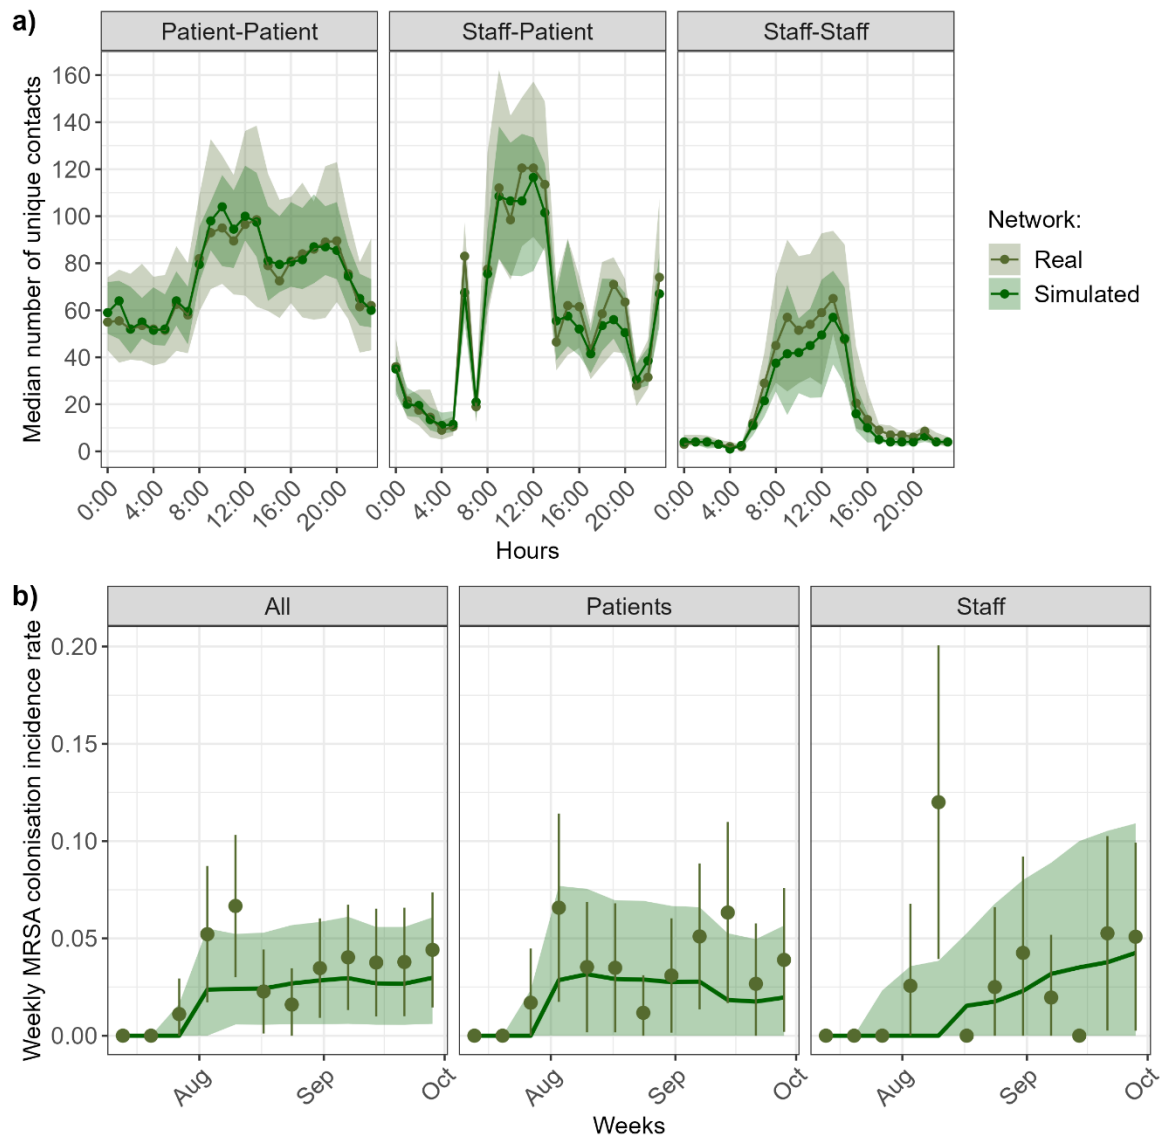 a)
Patient-Patient
Staff-Patient
Staff-Staff
Median number of unique contacts
160
140
120
100
80
60
40
20
0
0:00
4:00
8:00
12:00
16:00
20:00
0:00
4:00
8:00
12:00
16:00
20:00
0:00
4:00
8:00
12:00
16:00
20:00
Hours
Network:
Real
Simulated
b)
All
Patients
Staff
Weekly MRSA colonisation incidence rate
0.20
0.15
0.10
0.05
0.00
Aug
Sep
Oct
Aug
Sep
Oct
Aug
Sep
Oct
Weeks